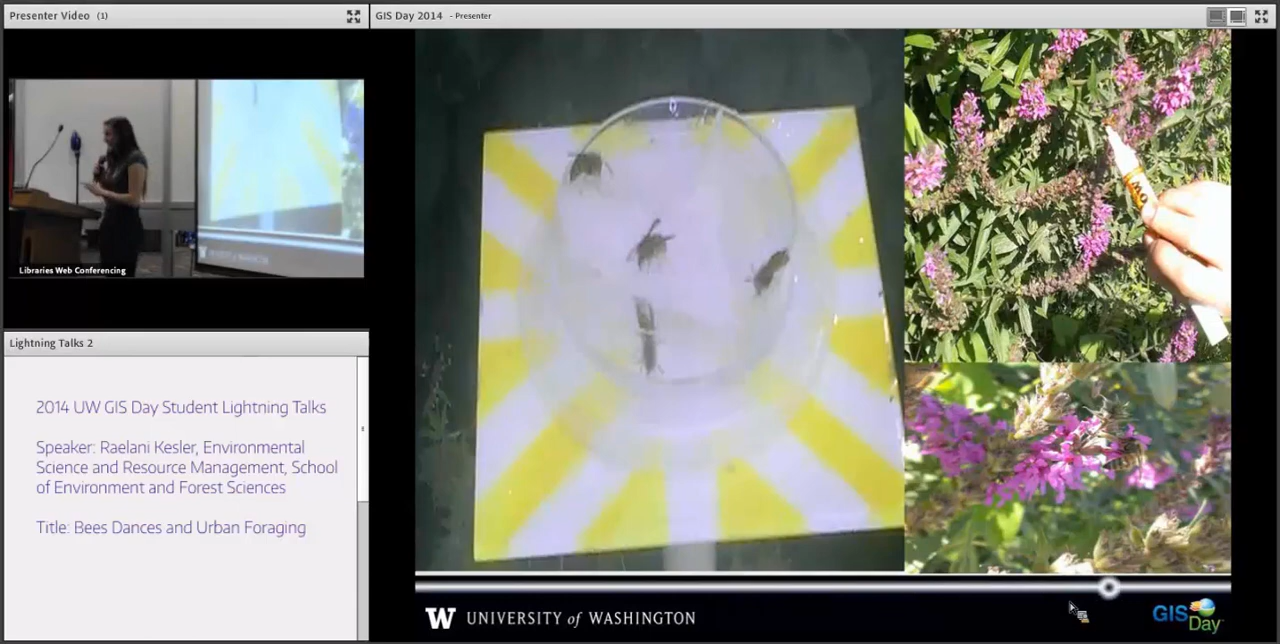 Presenter Video (1)
GIS Day 2014 - Presenter
Libraries Web Conferencing
Lightning Talks 2
2014 UW GIS Day Student Lightning Talks
Speaker: Raelani Kesler, Environmental
Science and Resource Management, School
of Environment and Forest Sciences
Title: Bees Dances and Urban Foraging
W UNIVERSITY of WASHINGTON
GIS
Day